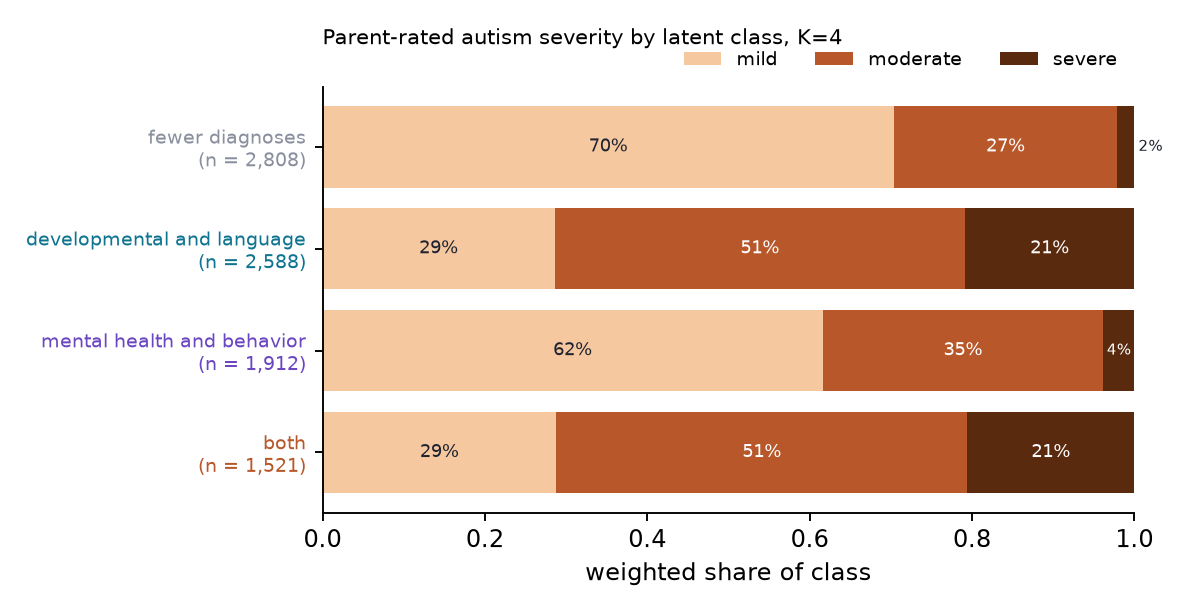 Parent-rated autism severity by latent class, K=4
mild moderate severe
fewer diagnoses
(n = 2,808)
70% 27% 2%
developmental and language
(n = 2,588)
29% 51% 21%
mental health and behavior
(n = 1,912)
62% 35% 4%
both
(n = 1,521)
29% 51% 21%
0.0 0.2 0.4 0.6 0.8 1.0
weighted share of class